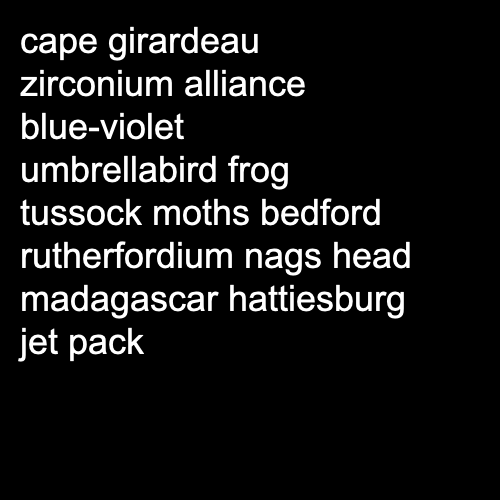 cape girardeau
zirconium alliance
blue-violet
umbrellabird frog
tussock moths bedford
rutherfordium nags head
madagascar hattiesburg
jet pack